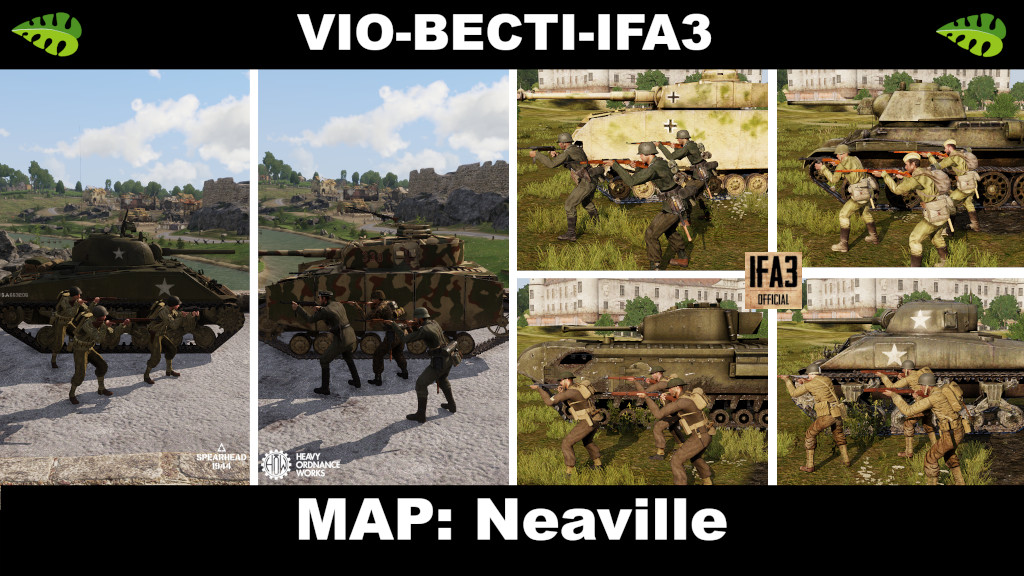 VIO-BECTI-IFA3
IFA3
OFFICIAL
SPEARHEAD
1944
HEAVY
ORDNANCE
WORKS
MAP: Neaville